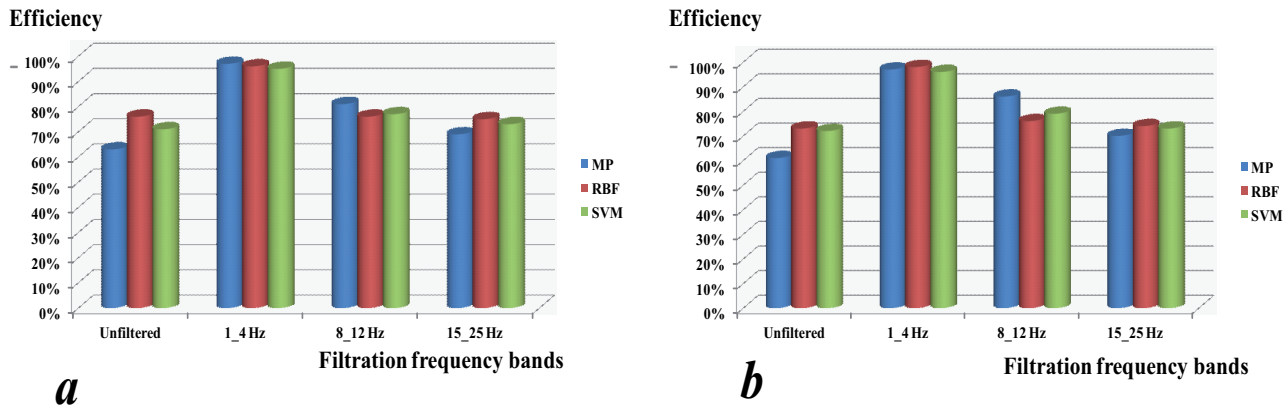 Efficiency
100%
90%
80%
70%
60%
50%
40%
30%
20%
10%
0%
Unfiltered 1_4 Hz 8_12 Hz 15_25 Hz
Filtration frequency bands
MP
RBF
SVM
a
Efficiency
100%
90%
80%
70%
60%
50%
40%
30%
20%
10%
0%
Unfiltered 1_4 Hz 8_12 Hz 15_25 Hz
Filtration frequency bands
MP
RBF
SVM
b